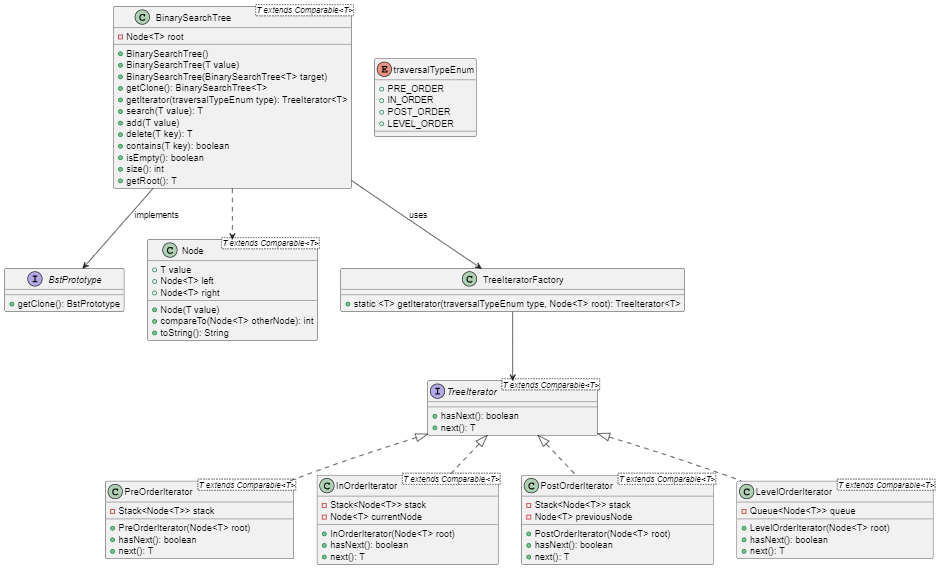 C BinarySearchTree
T extends Comparable<T>
Node<T> root
BinarySearchTree()
BinarySearchTree(T value)
BinarySearchTree(BinarySearchTree<T> target)
getClone(): BinarySearchTree<T>
getIterator(traversalTypeEnum type): TreeIterator<T>
search(T value): T
add(T value)
delete(T key): T
contains(T key): boolean
isEmpty(): boolean
size(): int
getRoot(): T
E traversalTypeEnum
PRE_ORDER
IN_ORDER
POST_ORDER
LEVEL_ORDER
implements
uses
I BstPrototype
getClone(): BstPrototype
C Node
T extends Comparable<T>
T value
Node<T> left
Node<T> right
Node(T value)
compareTo(Node<T> otherNode): int
toString(): String
C TreeIteratorFactory
static <T> getIterator(traversalTypeEnum type, Node<T> root): TreeIterator<T>
I TreeIterator
T extends Comparable<T>
hasNext(): boolean
next(): T
C PreOrderIterator
T extends Comparable<T>
Stack<Node<T>> stack
PreOrderIterator(Node<T> root)
hasNext(): boolean
next(): T
C InOrderIterator
T extends Comparable<T>
Stack<Node<T>> stack
Node<T> currentNode
InOrderIterator(Node<T> root)
hasNext(): boolean
next(): T
C PostOrderIterator
T extends Comparable<T>
Stack<Node<T>> stack
Node<T> previousNode
PostOrderIterator(Node<T> root)
hasNext(): boolean
next(): T
C LevelOrderIterator
T extends Comparable<T>
Queue<Node<T>> queue
LevelOrderIterator(Node<T> root)
hasNext(): boolean
next(): T